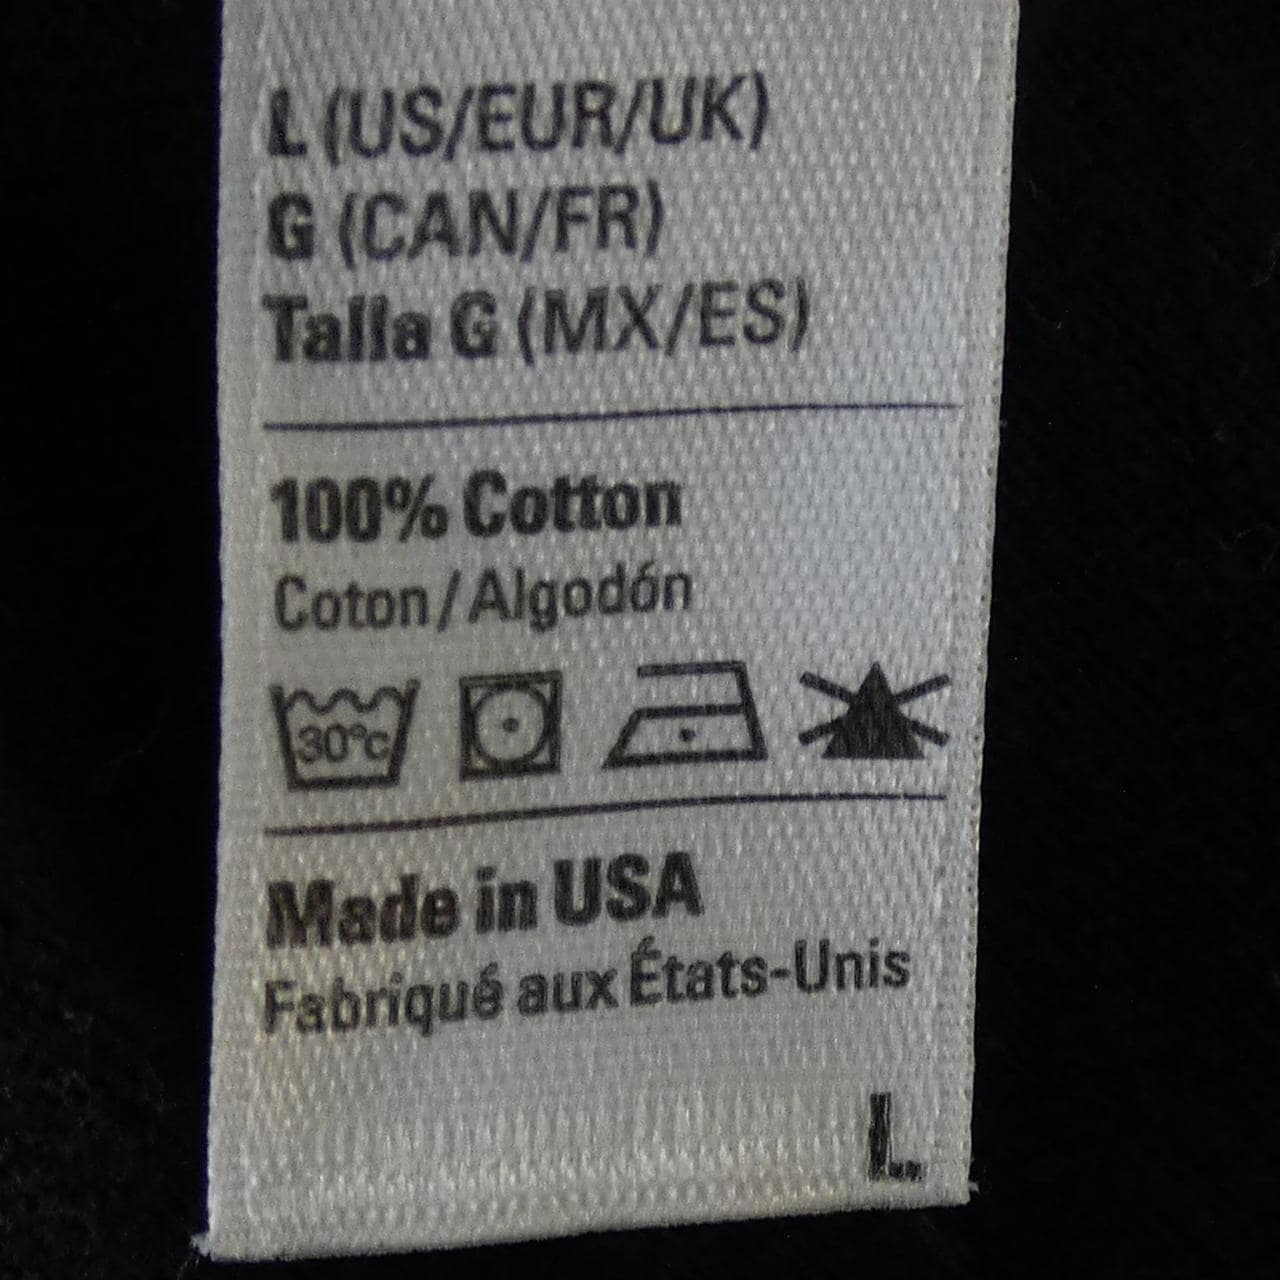 L (US/EUR/UK)
G (CAN/FR)
Talla G (MX/ES)
100% Cotton
Coton/Algodón
30°c
Made in USA
Fabriqué aux États-Unis
L